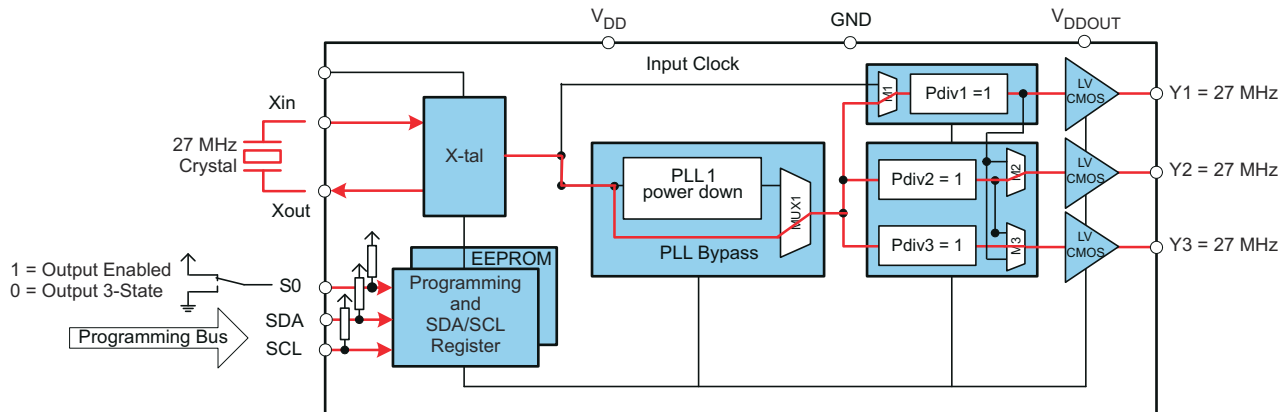 VDD
GND
VDDOUT
Input Clock
Xin
27 MHz
Crystal
Xout
X-tal
PLL 1
power down
MUX1
PLL Bypass
M1
Pdiv1 =1
LV
CMOS
Y1 = 27 MHz
Pdiv2 = 1
M2
LV
CMOS
Y2 = 27 MHz
Pdiv3 = 1
M3
LV
CMOS
Y3 = 27 MHz
1 = Output Enabled
0 = Output 3-State
S0
SDA
SCL
Programming Bus
EEPROM
Programming
and
SDA/SCL
Register